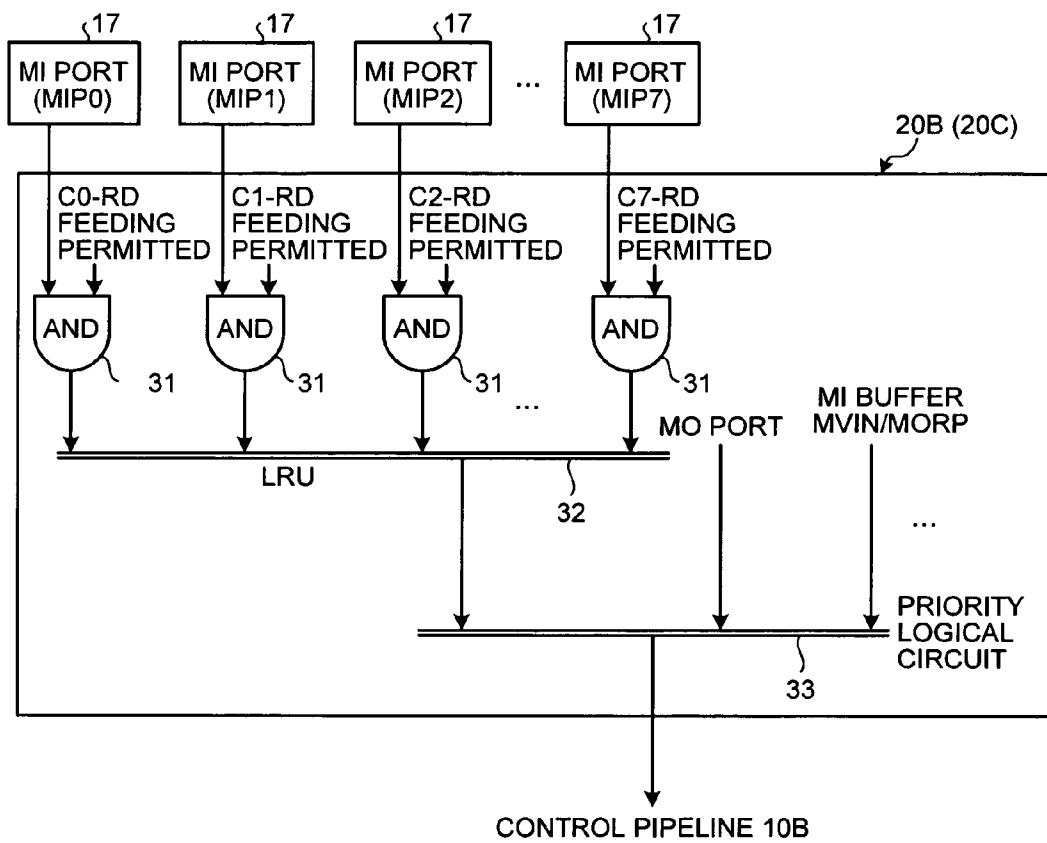 17 17 17 17
MI PORT (MIP0)
MI PORT (MIP1)
MI PORT (MIP2)
...
MI PORT (MIP7)
20B (20C)
C0-RD
FEEDING
PERMITTED
C1-RD
FEEDING
PERMITTED
C2-RD
FEEDING
PERMITTED
C7-RD
FEEDING
PERMITTED
AND AND AND AND
31 31 31 31
...
MO PORT
MI BUFFER
MVIN/MORP
LRU
32
...
PRIORITY
LOGICAL
CIRCUIT
33
CONTROL PIPELINE 10B